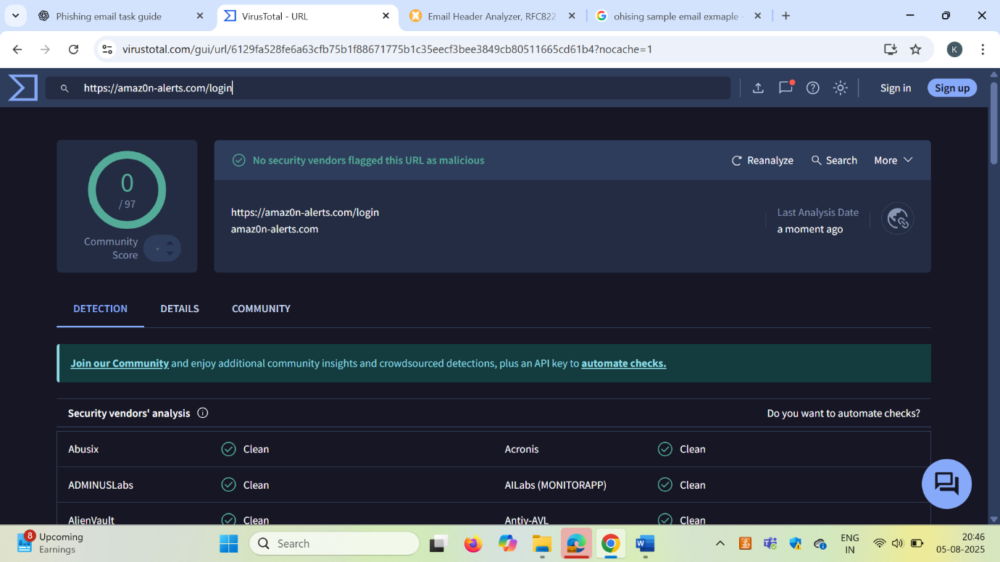 Phishing email task guide
VirusTotal - URL
Email Header Analyzer, RFC822
ohising sample email exmaple -
virustotal.com/gui/url/6129fa528fe6a63cfb75b1f88671775b1c35eecf3bee3849cb80511665cd61b4?nocache=1
K
https://amaz0n-alerts.com/login
Sign in
Sign up
0
/ 97
Community
Score
No security vendors flagged this URL as malicious
Reanalyze
Search
More
https://amaz0n-alerts.com/login
amaz0n-alerts.com
Last Analysis Date
a moment ago
DETECTION
DETAILS
COMMUNITY
Join our Community and enjoy additional community insights and crowdsourced detections, plus an API key to automate checks.
Security vendors' analysis
Do you want to automate checks?
Abusix
Clean
Acronis
Clean
ADMINUSLabs
Clean
AILabs (MONITORAPP)
Clean
AlienVault
Clean
Antiy-AVL
Clean
8
Upcoming
Earnings
Search
ENG
IN
20:46
05-08-2025